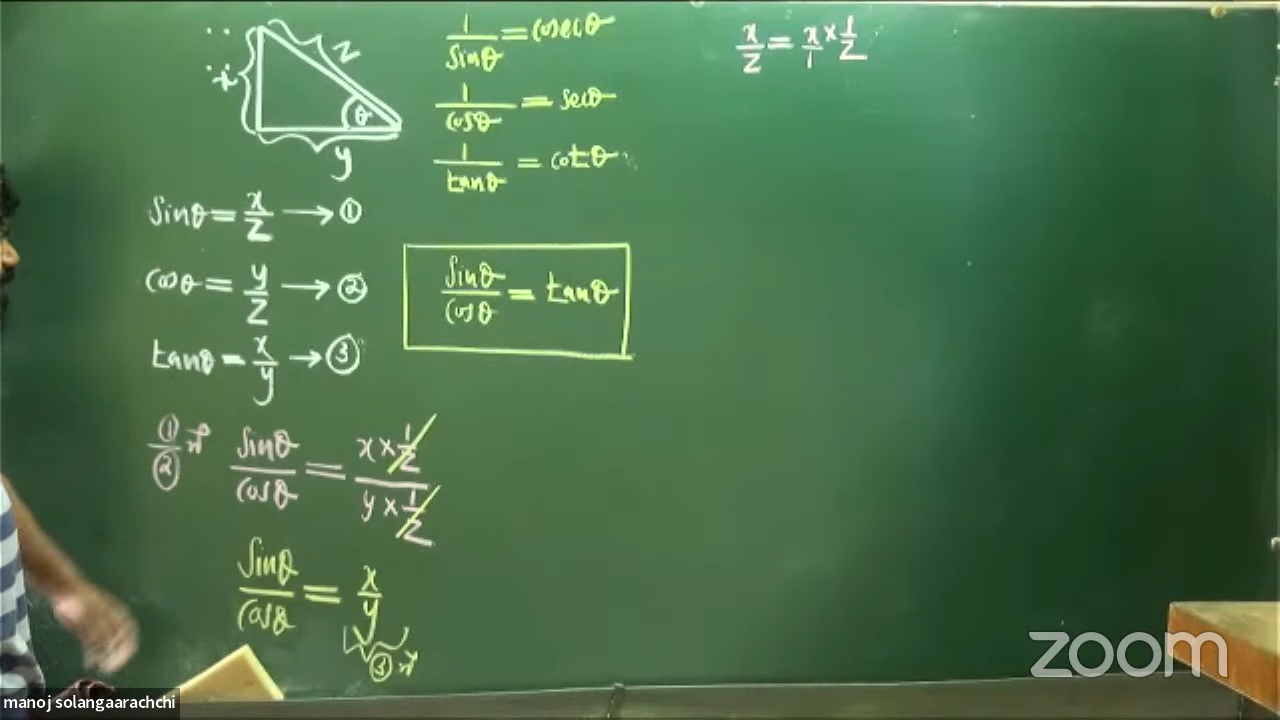 x
z
θ
y
sinθ = x/z → ①
cosθ = y/z → ②
tanθ = x/y → ③
①/② sinθ/cosθ = x × 1/z / y × 1/z
sinθ/cosθ = x/y
③
1/sinθ = cosecθ
1/cosθ = secθ
1/tanθ = cotθ
sinθ/cosθ = tanθ
x/z = x/1 × 1/z
zoom
manoj solangaarachchi